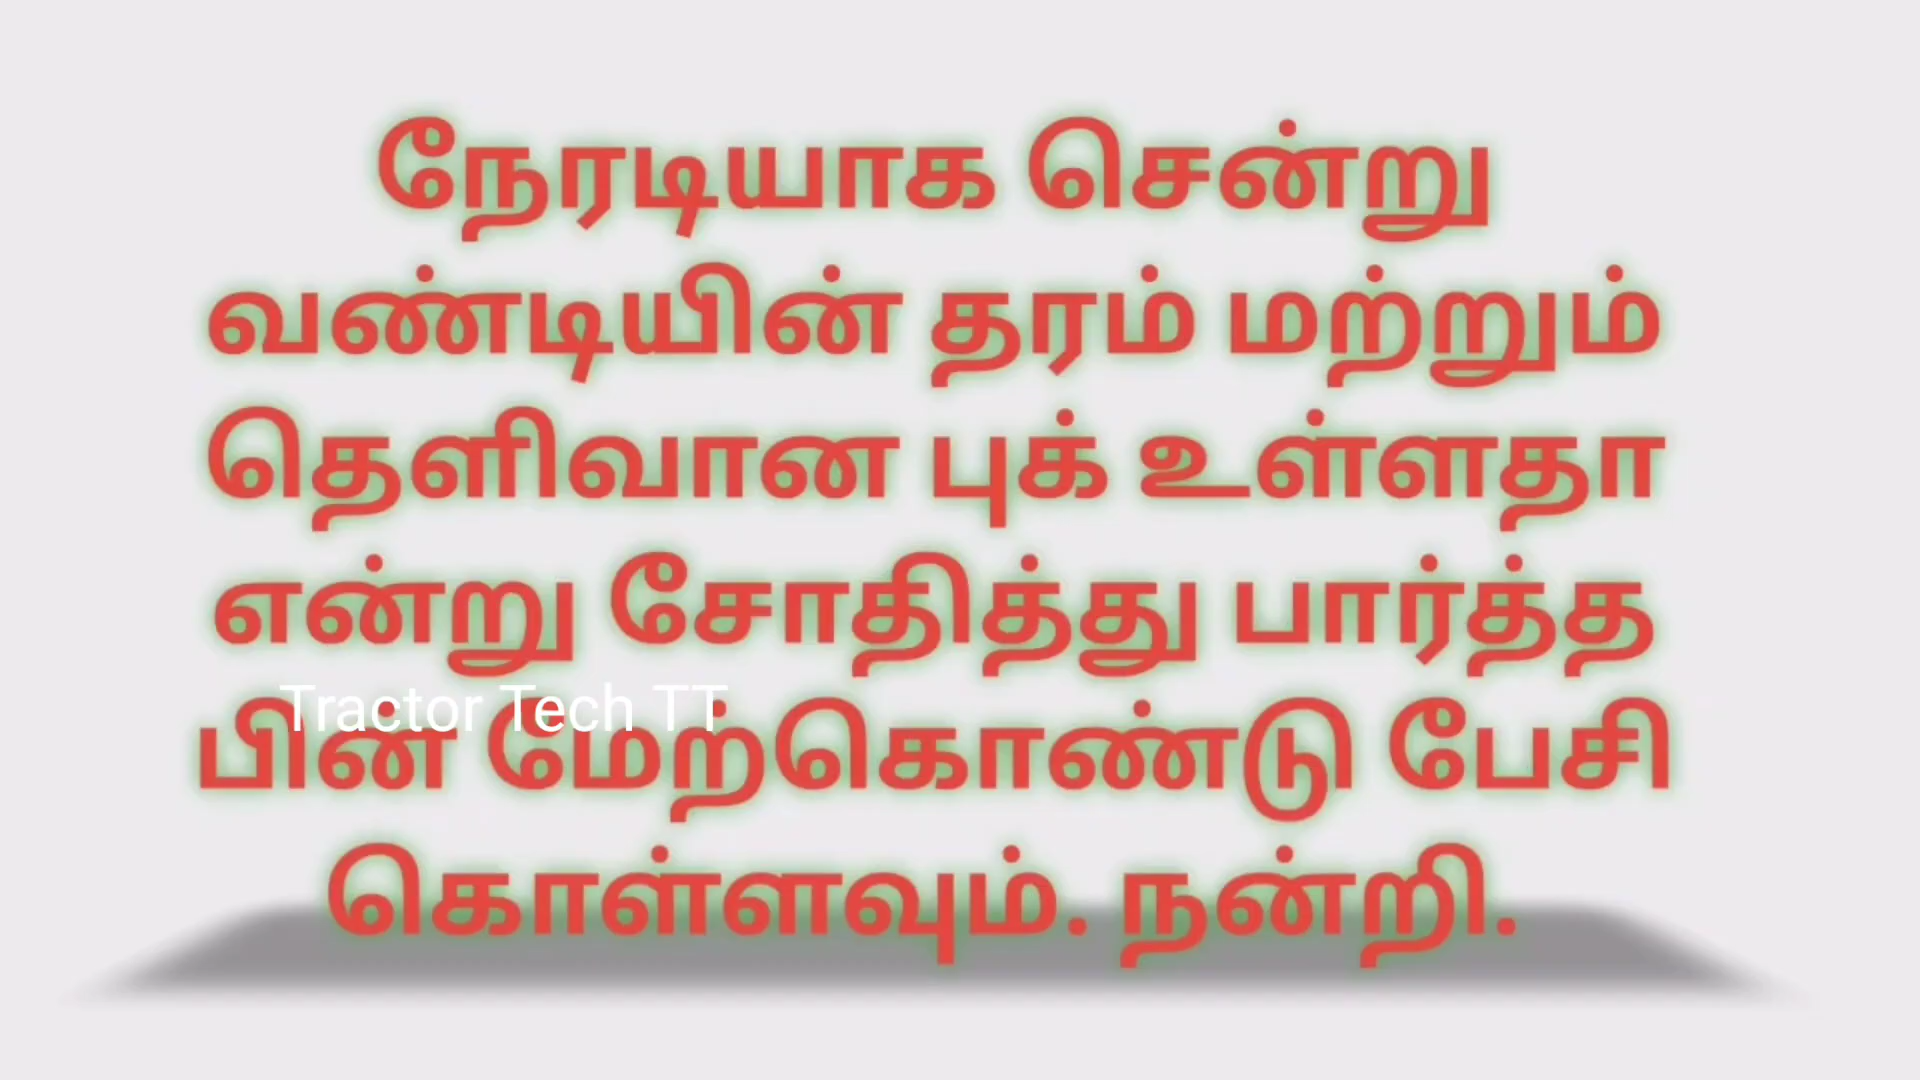 நேரடியாக சென்று
வண்டியின் தரம் மற்றும்
தெளிவான புக் உள்ளதா
என்று சோதித்து பார்த்த
Tractor Tech TT
பின் மேற்கொண்டு பேசி
கொள்ளவும். நன்றி.